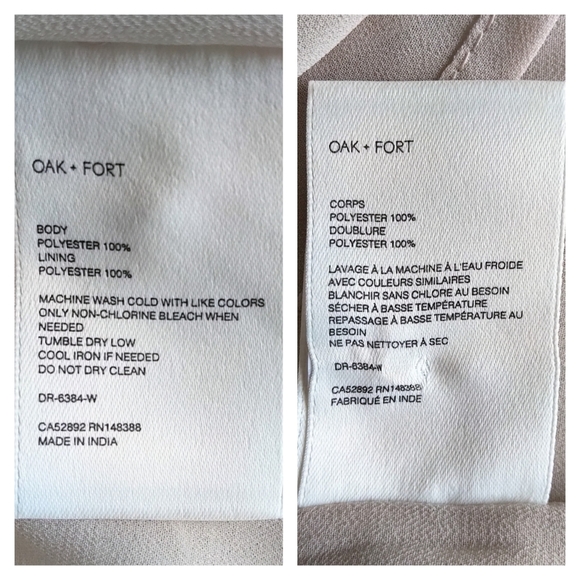 OAK + FORT
BODY
POLYESTER 100%
LINING
POLYESTER 100%
MACHINE WASH COLD WITH LIKE COLORS
ONLY NON-CHLORINE BLEACH WHEN
NEEDED
TUMBLE DRY LOW
COOL IRON IF NEEDED
DO NOT DRY CLEAN
DR-6384-W
CA52892 RN148388
MADE IN INDIA
OAK + FORT
CORPS
POLYESTER 100%
DOUBLURE
POLYESTER 100%
LAVAGE À LA MACHINE À L'EAU FROIDE
AVEC COULEURS SIMILAIRES
BLANCHIR SANS CHLORE AU BESOIN
SÉCHER À BASSE TEMPÉRATURE
REPASSAGE À BASSE TEMPÉRATURE AU
BESOIN
NE PAS NETTOYER À SEC
DR-6384-W
CA52892 RN148388
FABRIQUÉ EN INDE